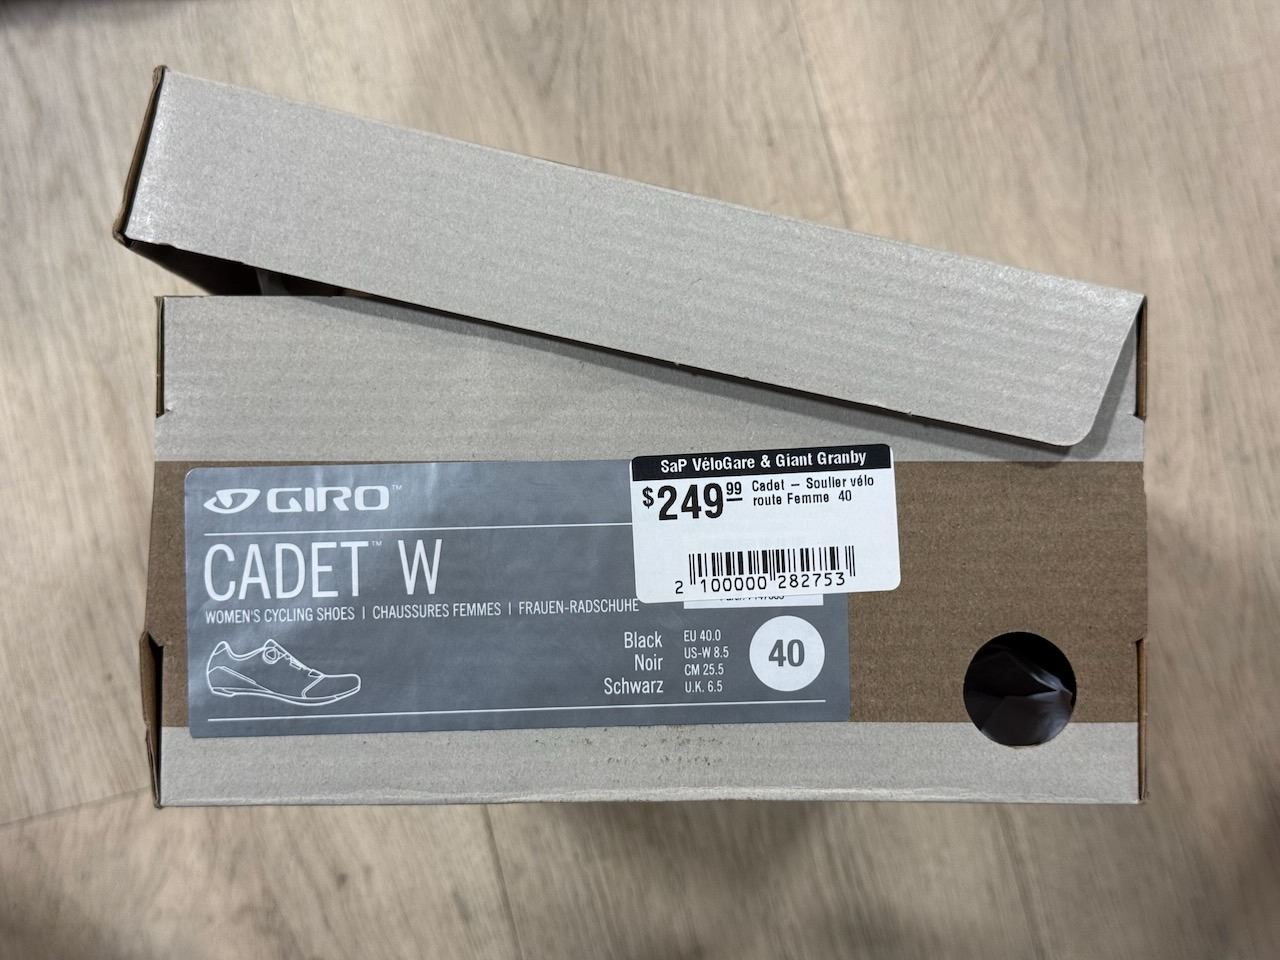 SaP VéloGare & Giant Granby
$249.99
Cadet – Soulier vélo
route Femme 40
2 100000 282753
GIRO™
CADET™ W
WOMEN'S CYCLING SHOES | CHAUSSURES FEMMES | FRAUEN-RADSCHUHE
Black
Noir
Schwarz
EU 40.0
US-W 8.5
CM 25.5
U.K. 6.5
40